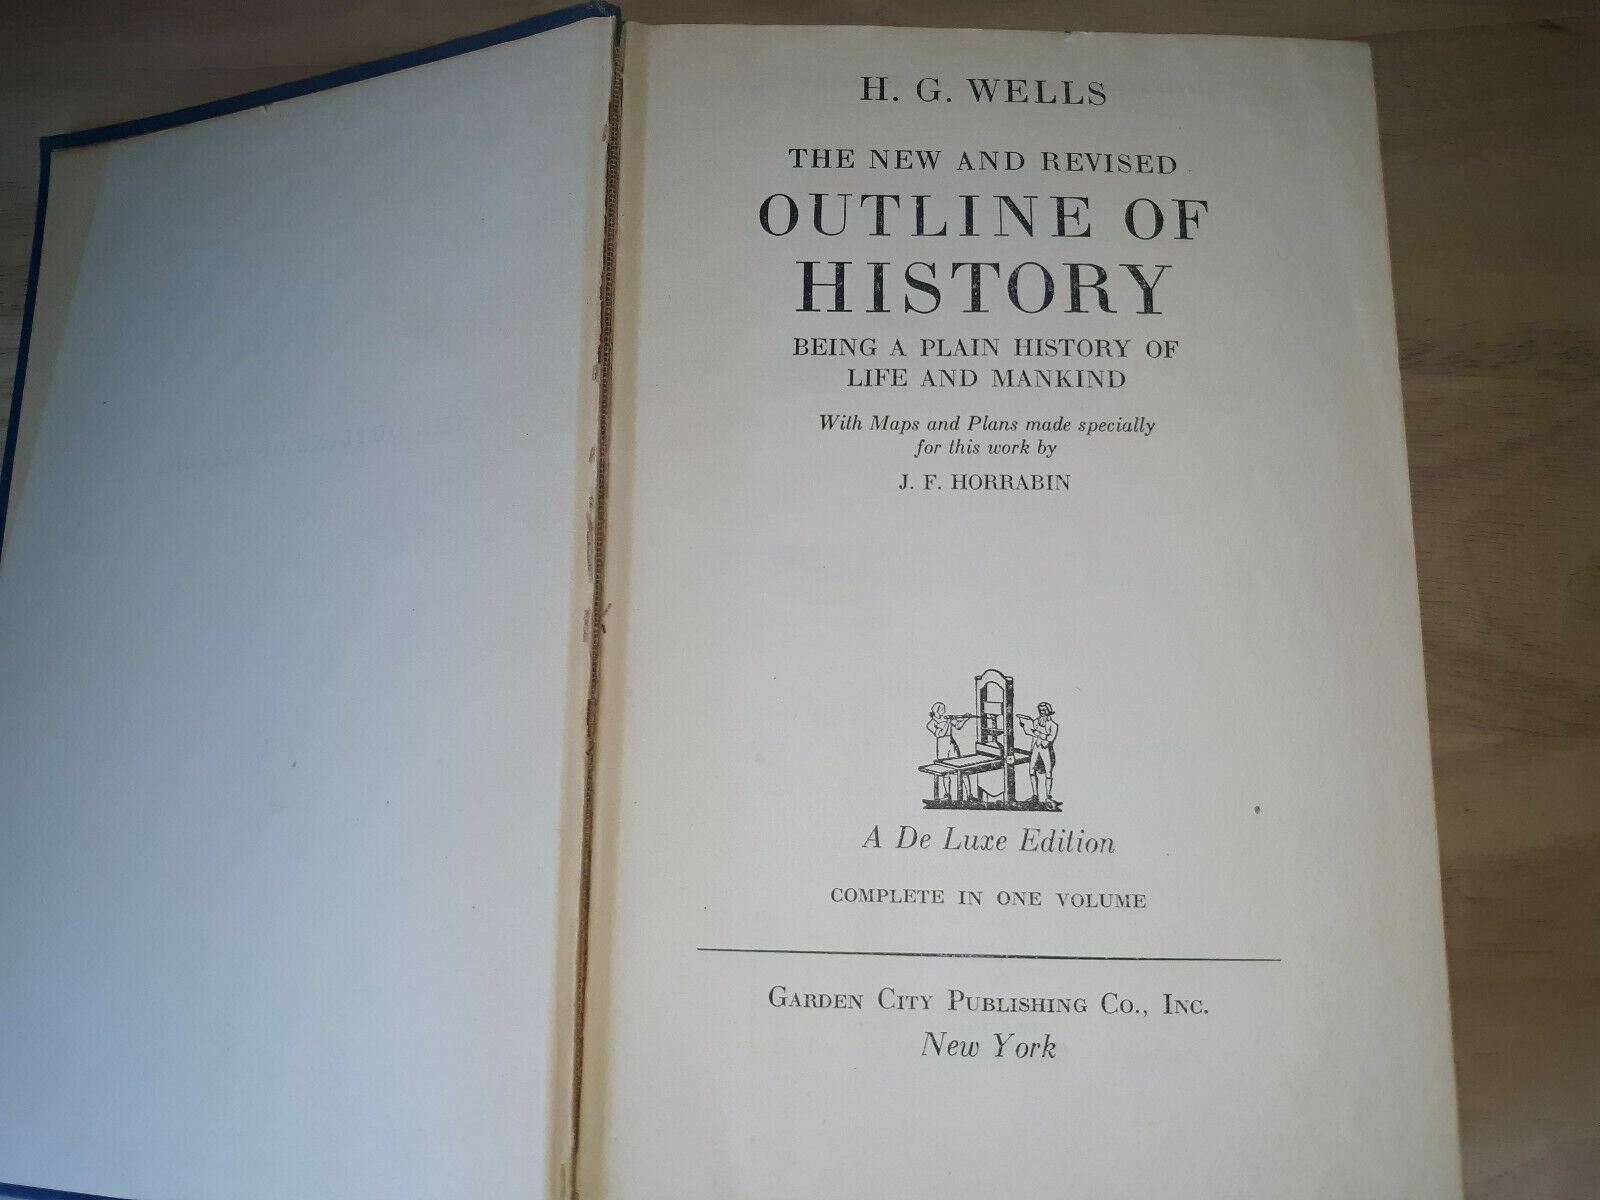 H. G. WELLS
THE NEW AND REVISED
OUTLINE OF
HISTORY
BEING A PLAIN HISTORY OF
LIFE AND MANKIND
With Maps and Plans made specially
for this work by
J. F. HORRABIN
A De Luxe Edition
COMPLETE IN ONE VOLUME
GARDEN CITY PUBLISHING CO., INC.
New York